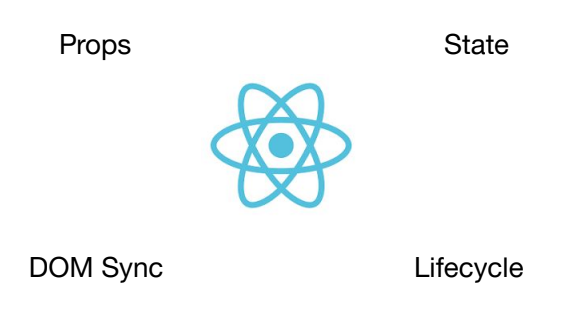 Props
State
DOM Sync
Lifecycle